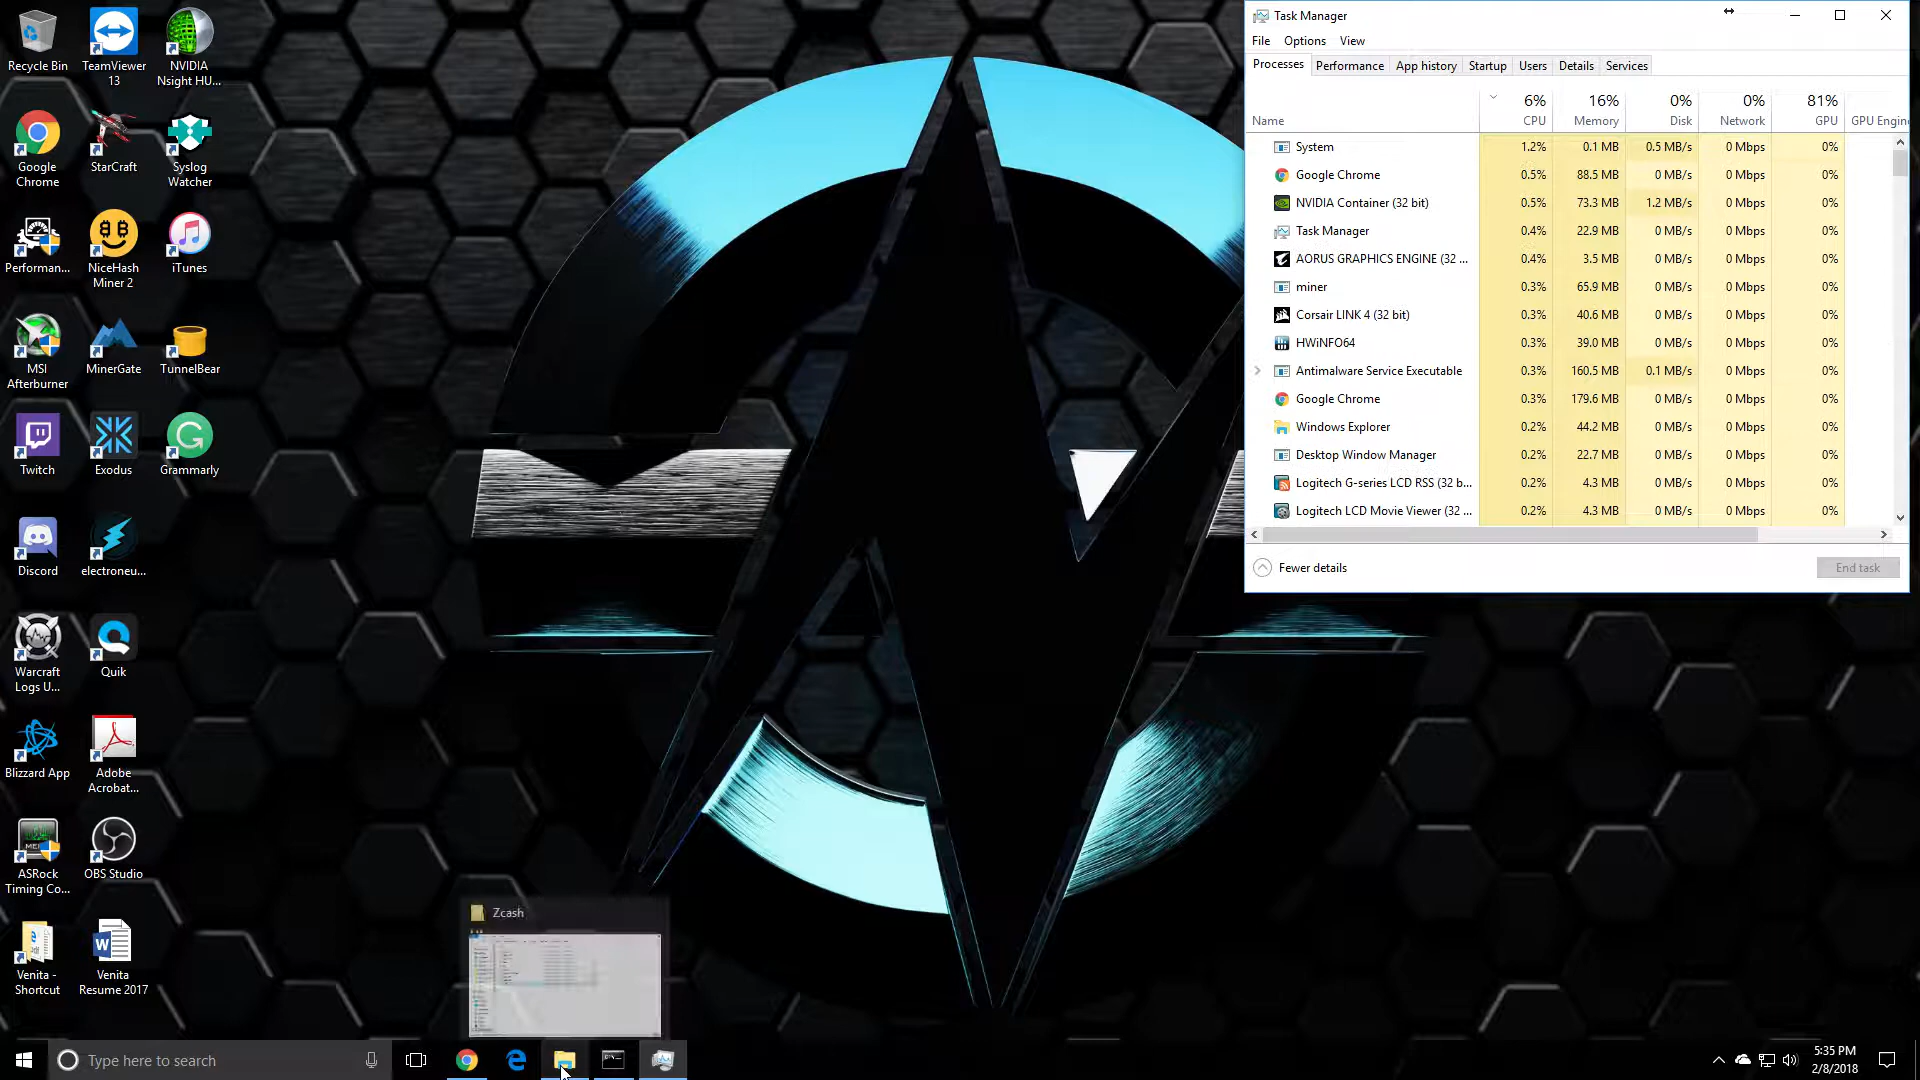 Recycle Bin
TeamViewer
13
NVIDIA
Nsight HU...
Google
Chrome
StarCraft
Syslog
Watcher
Performan...
NiceHash
Miner 2
iTunes
MSI
Afterburner
MinerGate
TunnelBear
Twitch
Exodus
Grammarly
Discord
electroneu...
Warcraft
Logs U...
Quik
Blizzard App
Adobe
Acrobat...
ASRock
Timing Co...
OBS Studio
Venita -
Shortcut
Venita
Resume 2017
Task Manager
File Options View
Processes Performance App history Startup Users Details Services
6% 16% 0% 0% 81%
Name CPU Memory Disk Network GPU GPU Engin
System 1.2% 0.1 MB 0.5 MB/s 0 Mbps 0%
Google Chrome 0.5% 88.5 MB 0 MB/s 0 Mbps 0%
NVIDIA Container (32 bit) 0.5% 73.3 MB 1.2 MB/s 0 Mbps 0%
Task Manager 0.4% 22.9 MB 0 MB/s 0 Mbps 0%
AORUS GRAPHICS ENGINE (32 ... 0.4% 3.5 MB 0 MB/s 0 Mbps 0%
miner 0.3% 65.9 MB 0 MB/s 0 Mbps 0%
Corsair LINK 4 (32 bit) 0.3% 40.6 MB 0 MB/s 0 Mbps 0%
HWiNFO64 0.3% 39.0 MB 0 MB/s 0 Mbps 0%
Antimalware Service Executable 0.3% 160.5 MB 0.1 MB/s 0 Mbps 0%
Google Chrome 0.3% 179.6 MB 0 MB/s 0 Mbps 0%
Windows Explorer 0.2% 44.2 MB 0 MB/s 0 Mbps 0%
Desktop Window Manager 0.2% 22.7 MB 0 MB/s 0 Mbps 0%
Logitech G-series LCD RSS (32 b... 0.2% 4.3 MB 0 MB/s 0 Mbps 0%
Logitech LCD Movie Viewer (32 ... 0.2% 4.3 MB 0 MB/s 0 Mbps 0%
Fewer details
End task
Zcash
Type here to search
5:35 PM
2/8/2018